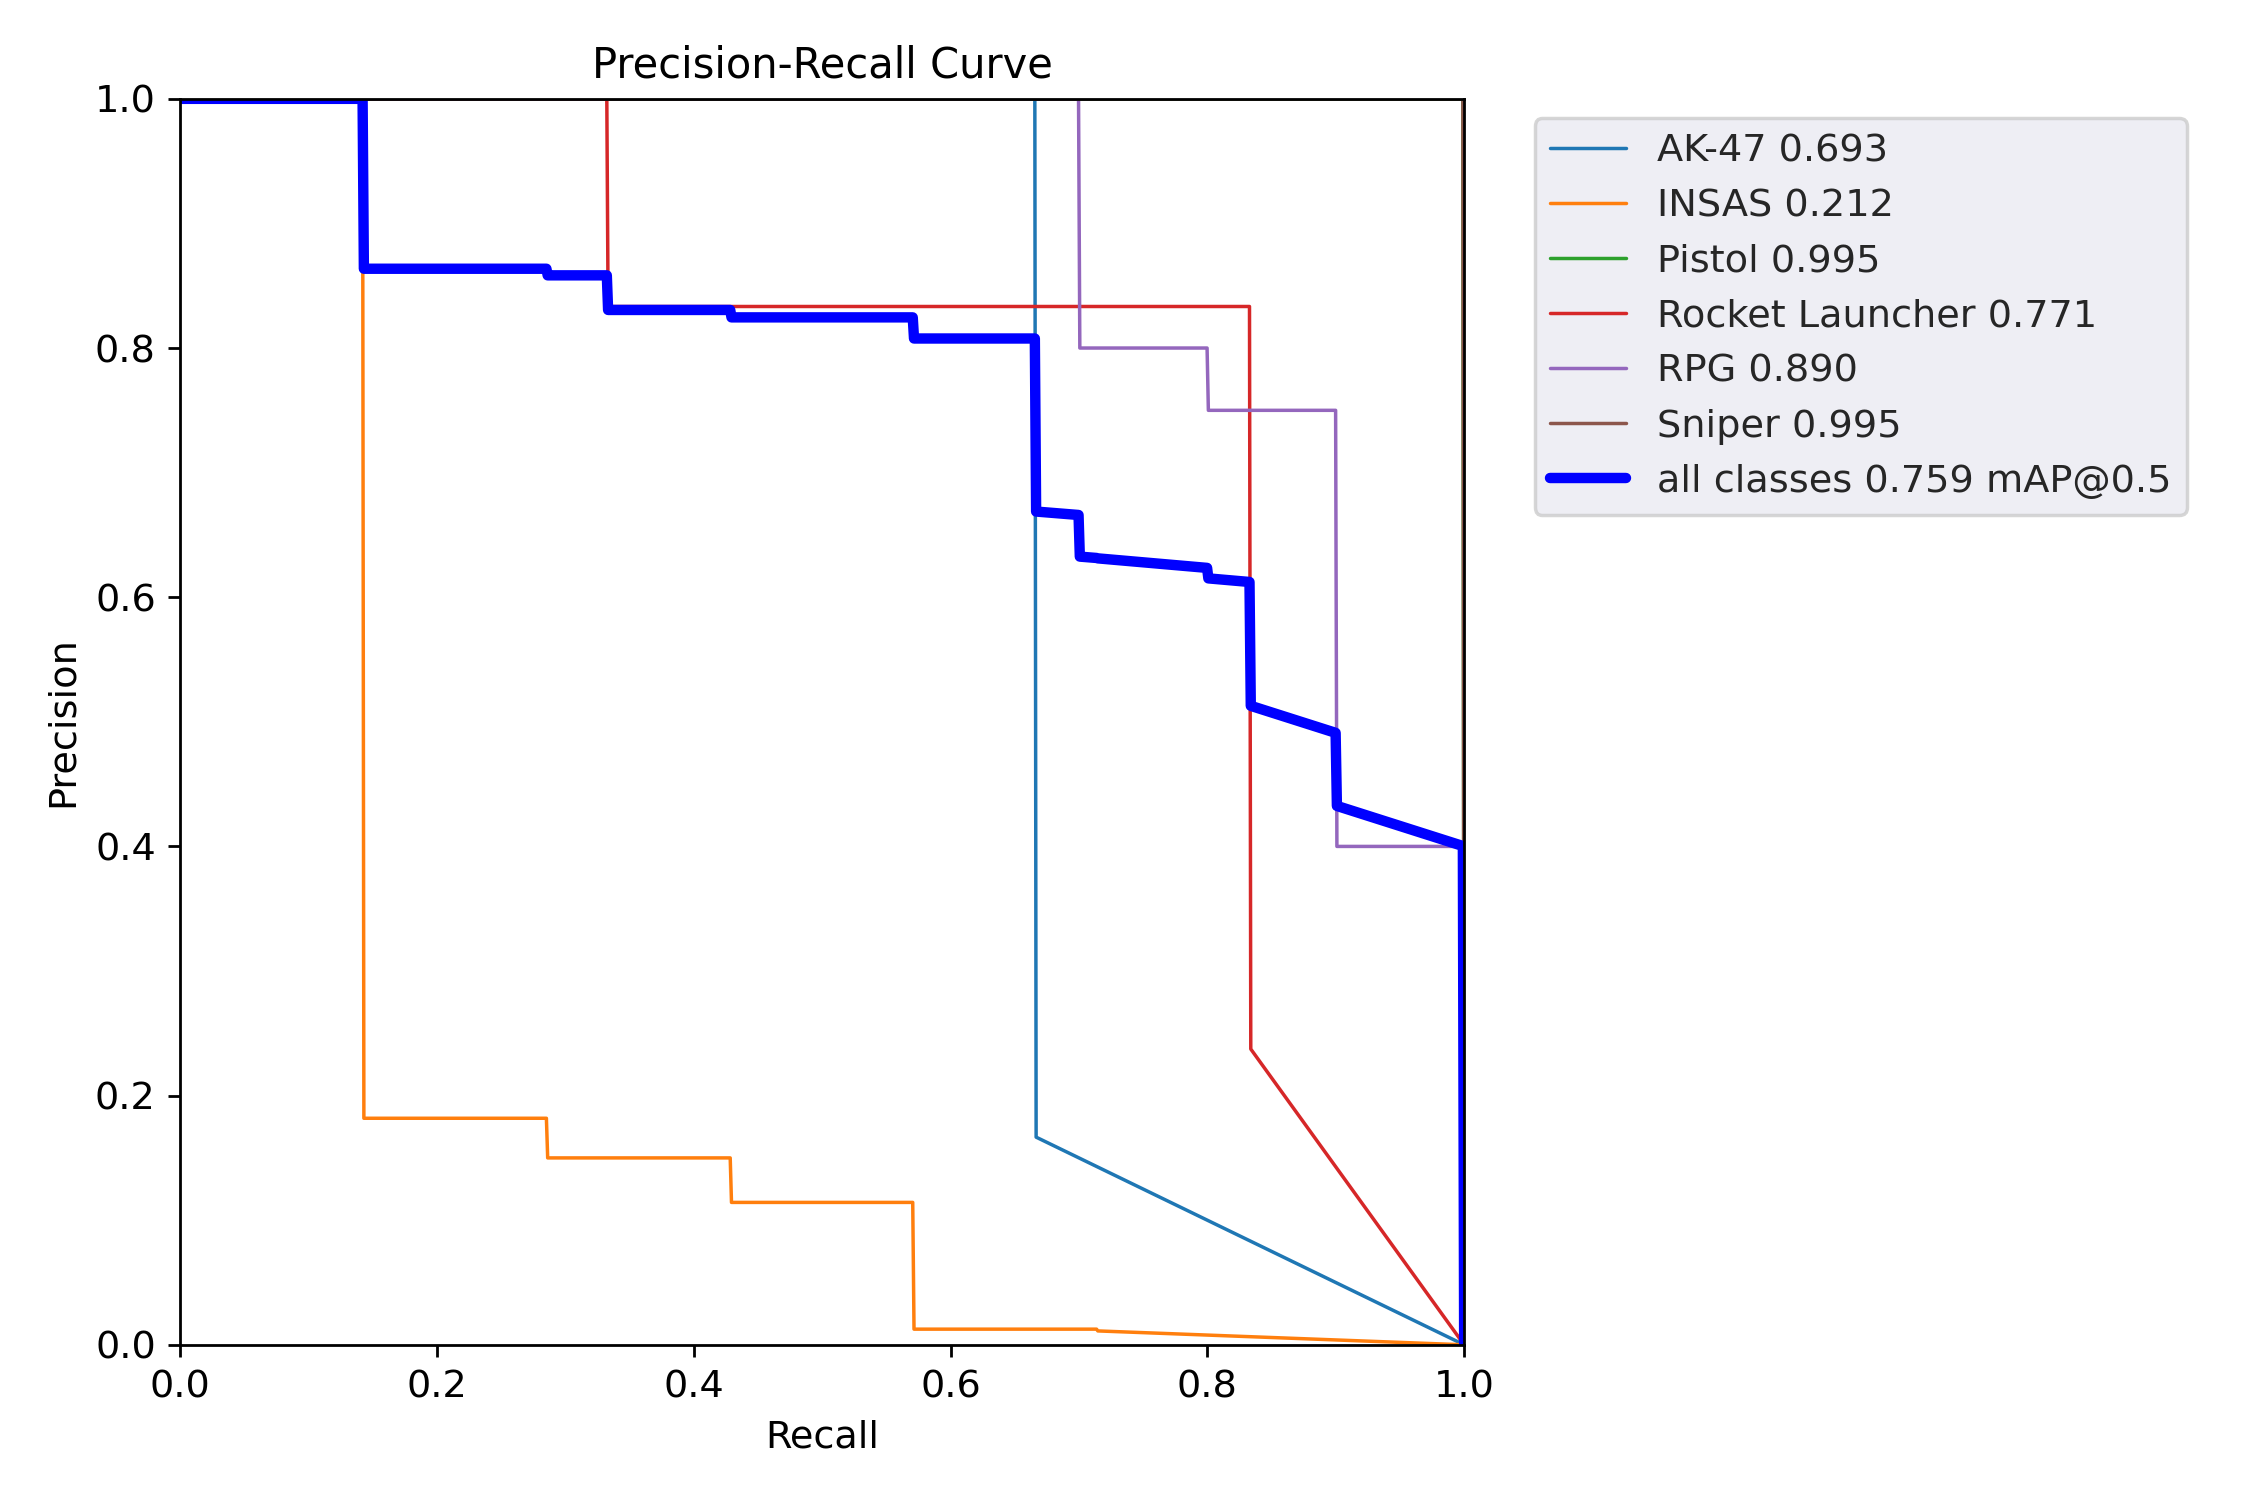 Precision-Recall Curve
1.0
0.8
0.6
0.4
0.2
0.0
Precision
0.0 0.2 0.4 0.6 0.8 1.0
Recall
AK-47 0.693
INSAS 0.212
Pistol 0.995
Rocket Launcher 0.771
RPG 0.890
Sniper 0.995
all classes 0.759 mAP@0.5